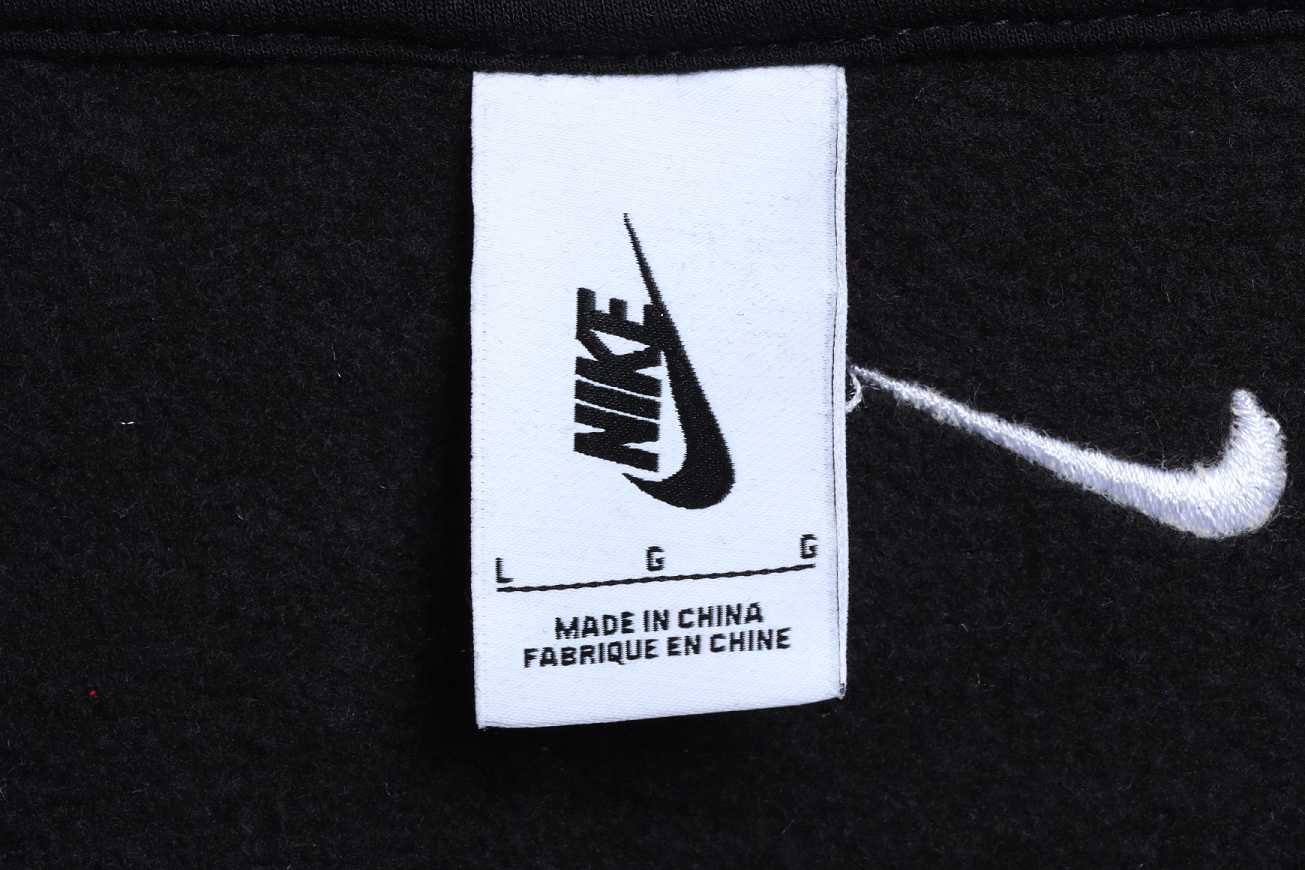 NIKE
L G G
MADE IN CHINA
FABRIQUE EN CHINE